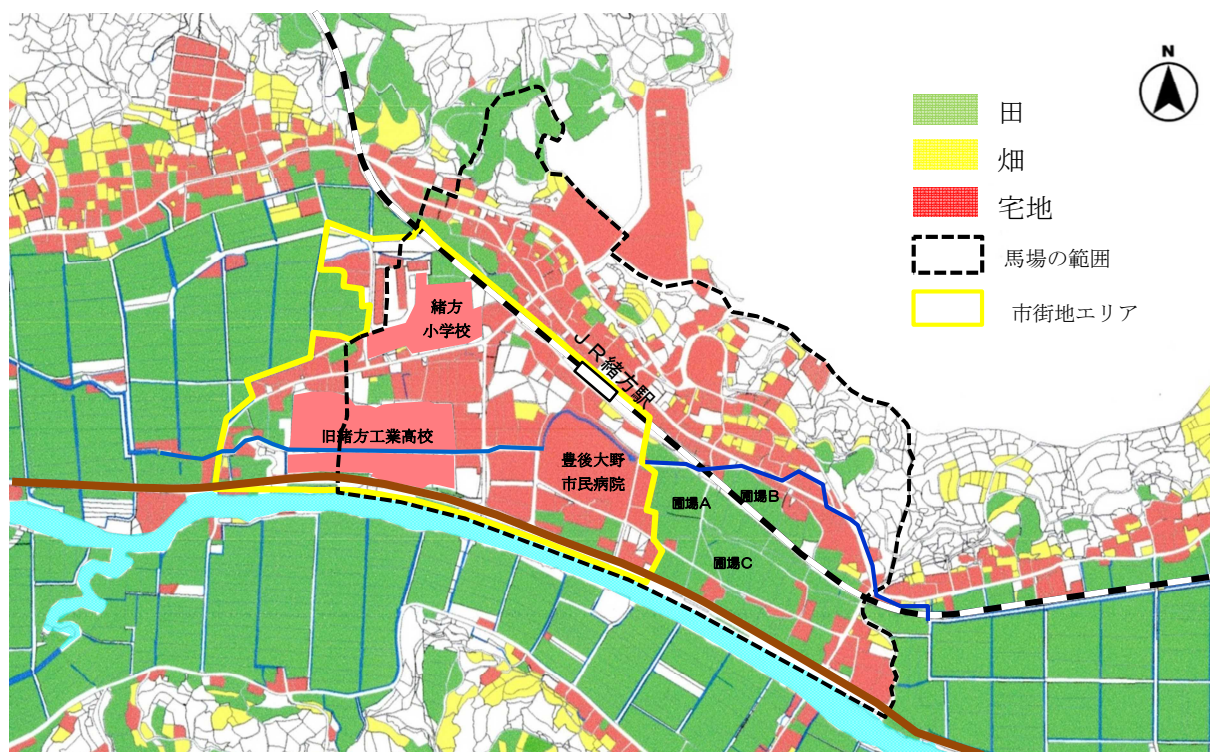 N
田
畑
宅地
馬場の範囲
市街地エリア
緒方
小学校
JR緒方駅
旧緒方工業高校
豊後大野
市民病院
圃場A
圃場B
圃場C